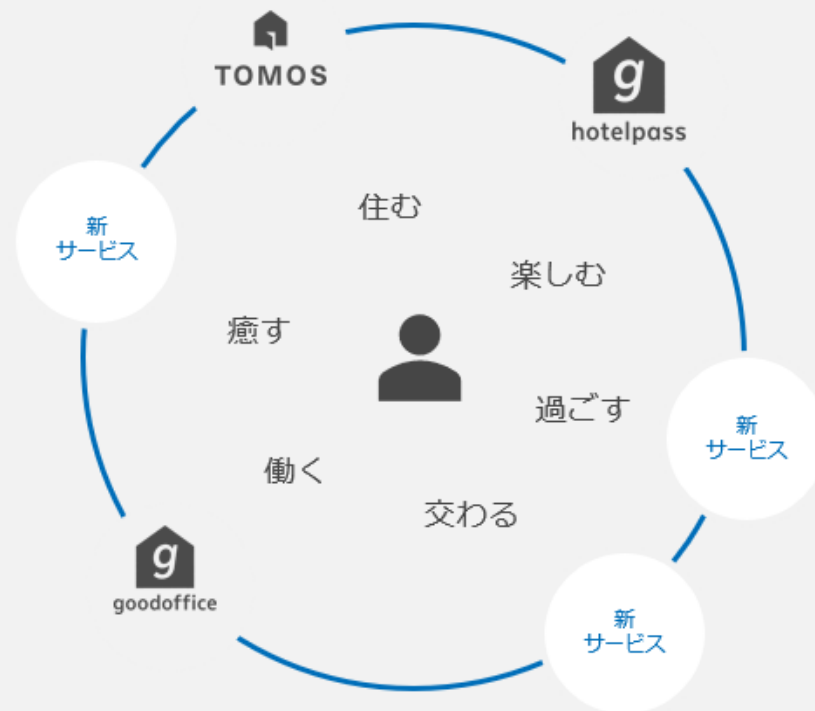 TOMOS
g
hotelpass
住む
新
サービス
楽しむ
癒す
過ごす
新
サービス
働く
交わる
g
goodoffice
新
サービス